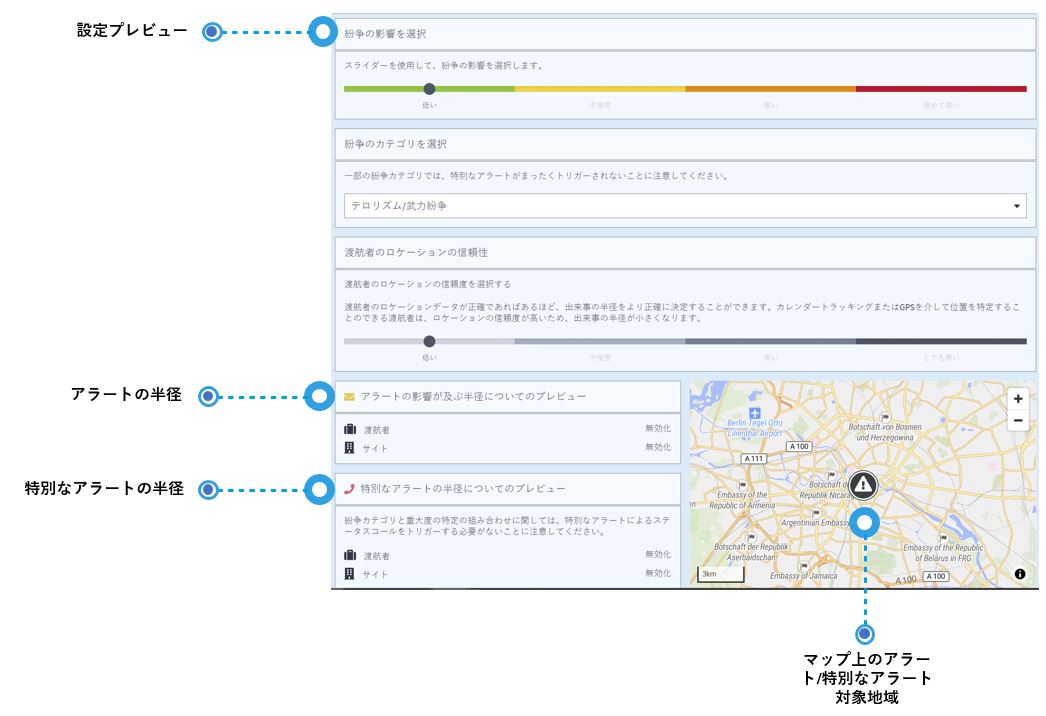 設定プレビュー
紛争の影響を選択
スライダーを使用して、紛争の影響を選択します。
低い 中程度 高い 極めて高い
紛争のカテゴリを選択
一部の紛争カテゴリでは、特別なアラートがまったくトリガーされないことに注意してください。
テロリズム/武力紛争
渡航者のロケーションの信頼性
渡航者のロケーションの信頼度を選択する
渡航者のロケーションデータが正確であればあるほど、出来事の半径をより正確に決定することができます。カレンダートラッキングまたはGPSを介して位置を特定するこ
とのできる渡航者は、ロケーションの信頼度が高いため、出来事の半径が小さくなります。
低い 中程度 高い とても高い
アラートの半径
アラートの影響が及ぶ半径についてのプレビュー
渡航者 無効化
サイト 無効化
特別なアラートの半径
特別なアラートの半径についてのプレビュー
紛争カテゴリと重大度の特定の組み合わせに関しては、特別なアラートによるステ
ータスコールをトリガーする必要がないことに注意してください。
渡航者 無効化
サイト 無効化
Berlin-Tegel Otto
Lilienthal Airport
Botschaft von Bosnien
und Herzegowina
A 100
A 111
Botschaft de
Republik Nicara
Embassy of the
Republic of Armenia
en
Argentinian Embassy
Botschaft der Republik
Aserbaidschan
Embassy of the Republic
of Belarus in FRG
Embassy of Jamaica
A 100 A 100
3km
マップ上のアラー
ト/特別なアラート
対象地域